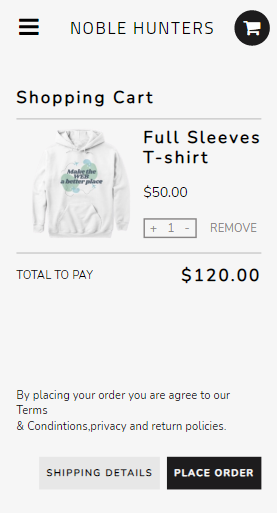 NOBLE HUNTERS
Shopping Cart
Full Sleeves
T-shirt
Make the
WEB
a better place
$50.00
+ 1 - REMOVE
TOTAL TO PAY $120.00
By placing your order you are agree to our
Terms
& Condintions,privacy and return policies.
SHIPPING DETAILS PLACE ORDER